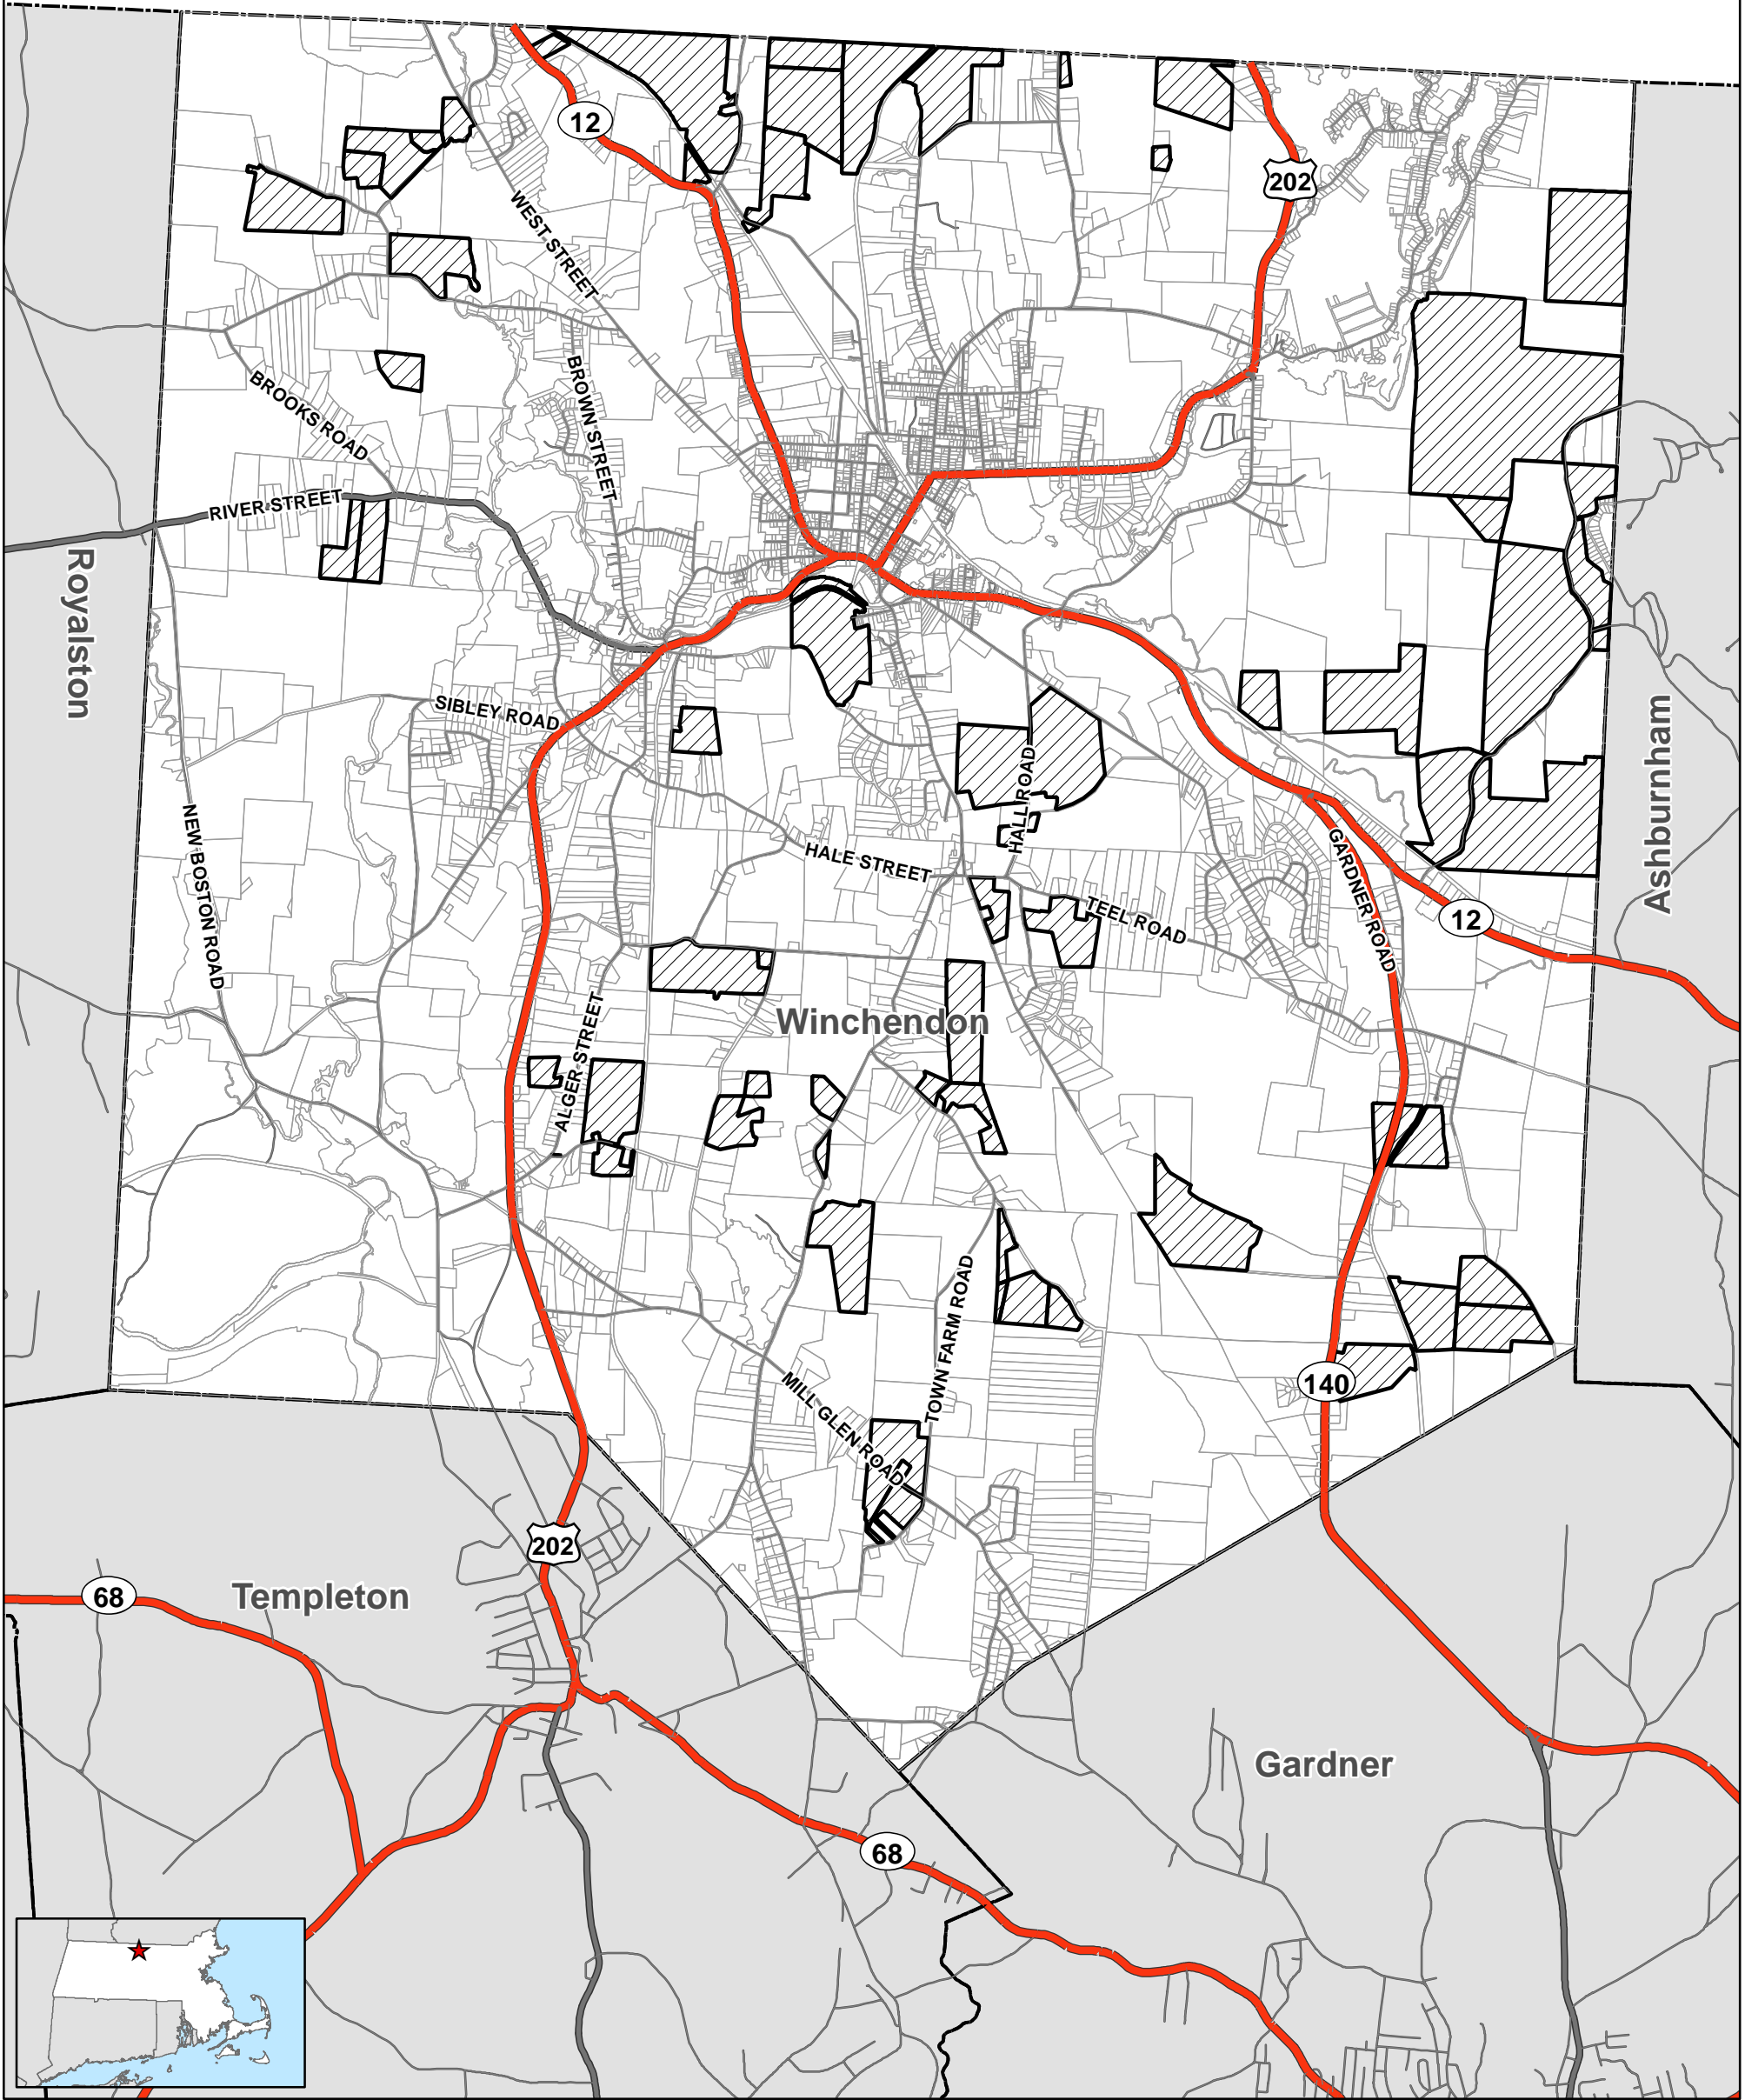 12
202
WEST STREET
BROWN STREET
BROOKS ROAD
RIVER STREET
Royalston
SIBLEY ROAD
NEW BOSTON ROAD
HALL ROAD
HALE STREET
GARDNER ROAD
Ashburnham
TEEL ROAD
12
Winchendon
ALGER STREET
TOWN FARM ROAD
MILL GLEN ROAD
140
202
68
Templeton
Gardner
68